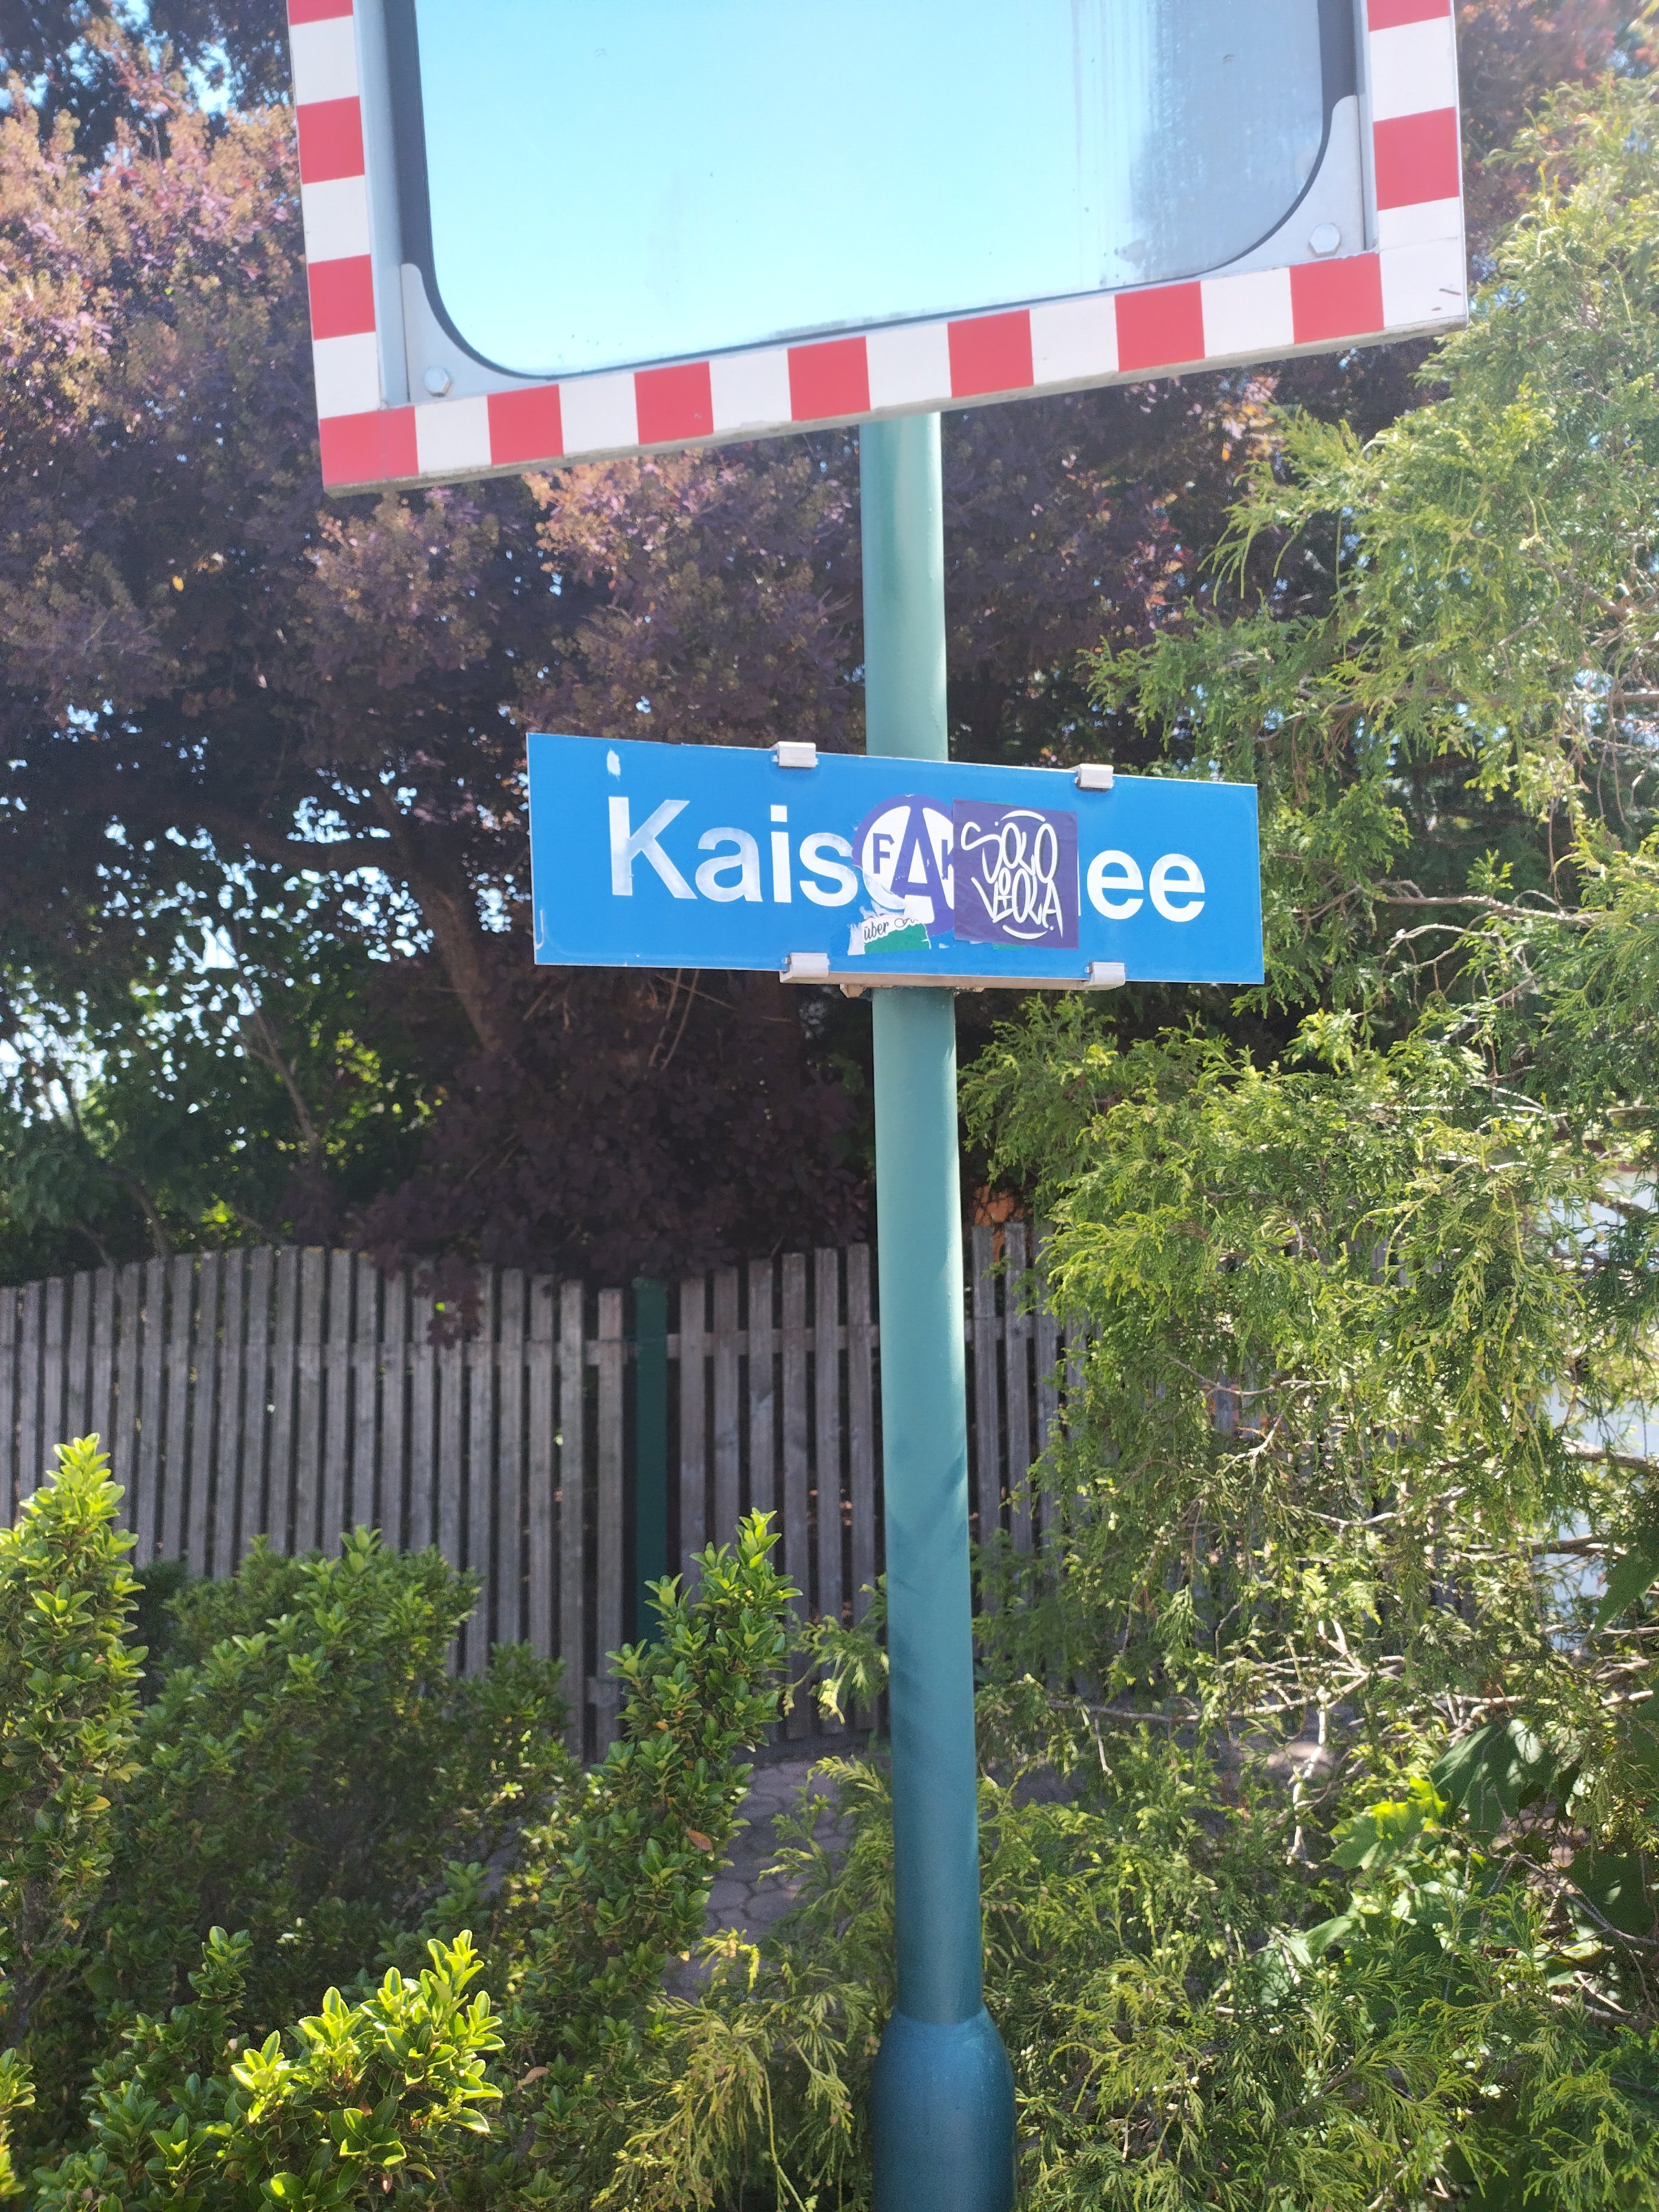 Kais ee
FAK
SOLO
VIOLA
über